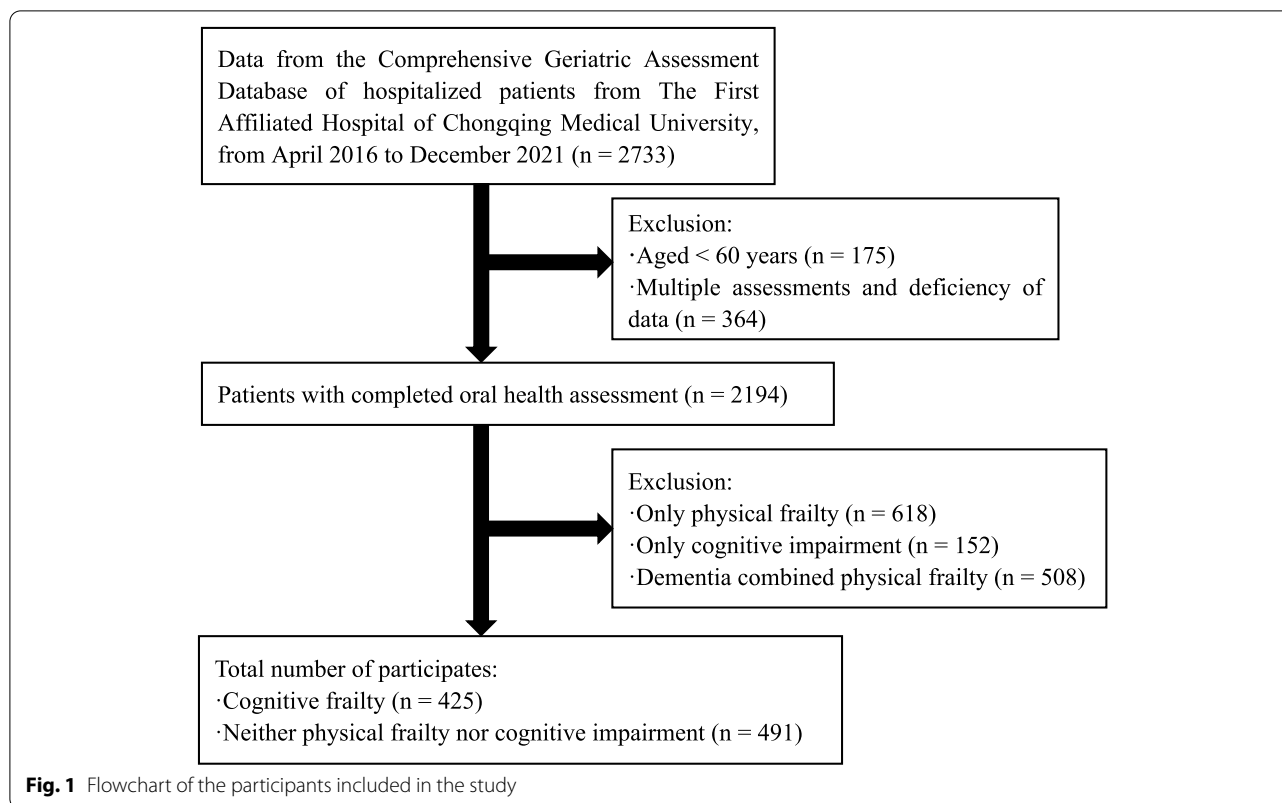 Data from the Comprehensive Geriatric Assessment
Database of hospitalized patients from The First
Affiliated Hospital of Chongqing Medical University,
from April 2016 to December 2021 (n = 2733)
Exclusion:
·Aged < 60 years (n = 175)
·Multiple assessments and deficiency of
data (n = 364)
Patients with completed oral health assessment (n = 2194)
Exclusion:
·Only physical frailty (n = 618)
·Only cognitive impairment (n = 152)
·Dementia combined physical frailty (n = 508)
Total number of participates:
·Cognitive frailty (n = 425)
·Neither physical frailty nor cognitive impairment (n = 491)
Fig. 1 Flowchart of the participants included in the study